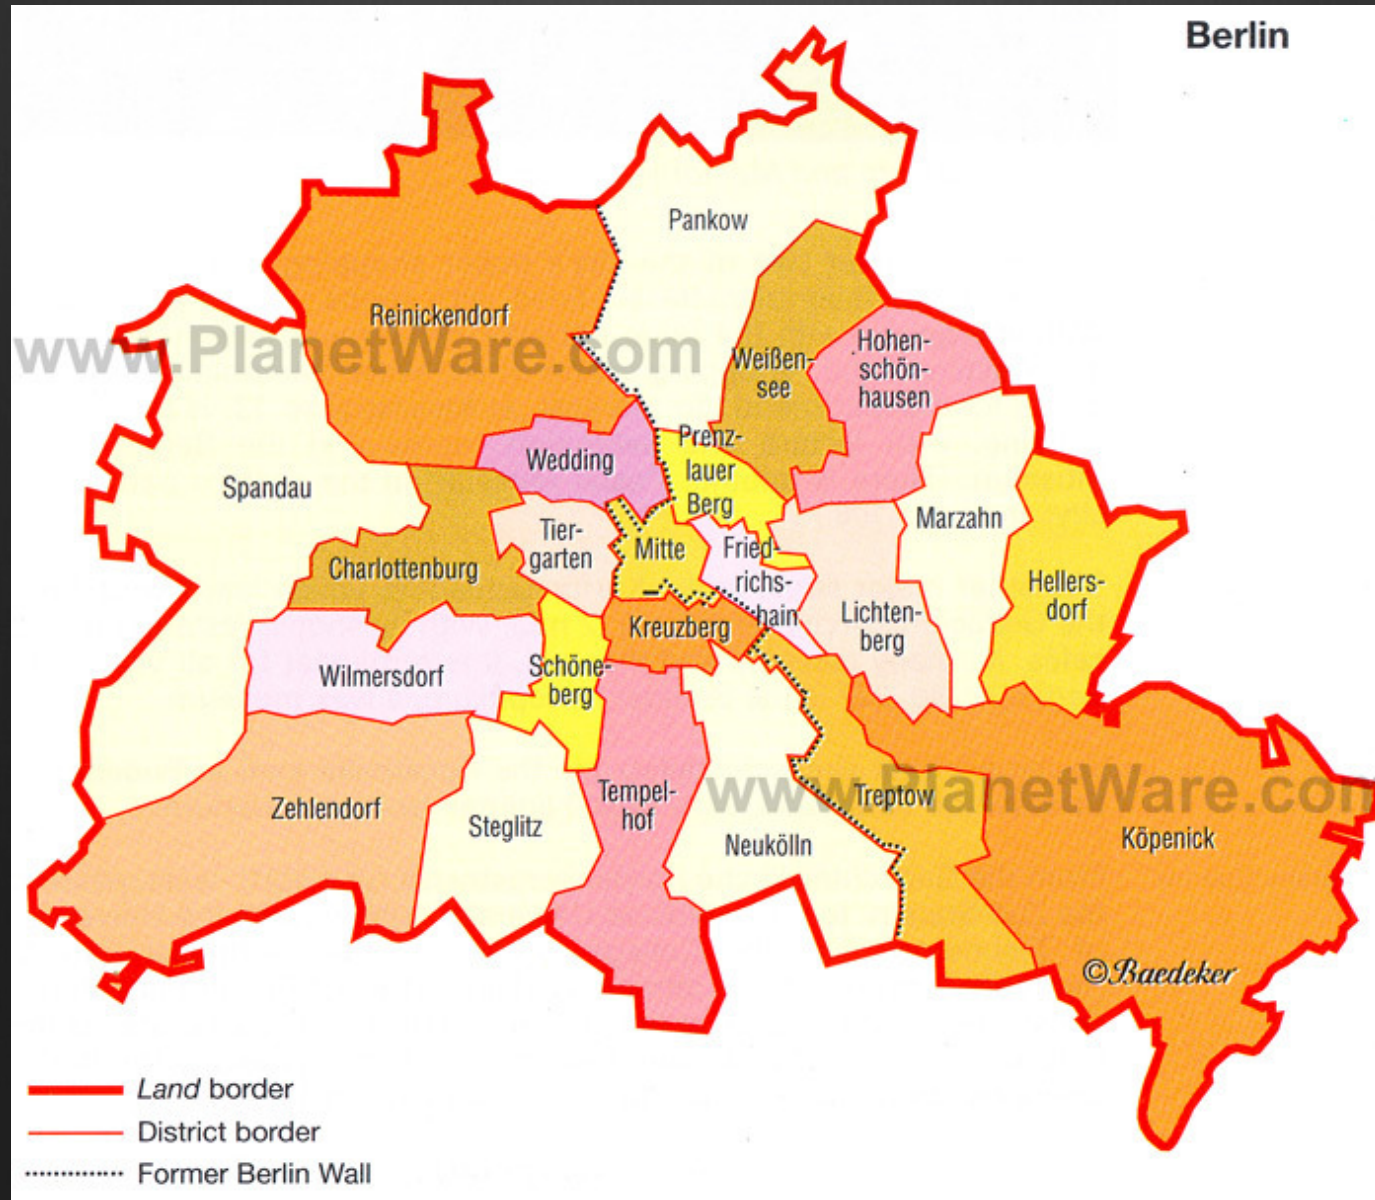 Berlin
Pankow
Reinickendorf
www.PlanetWare.com
Weißen-
see
Hohen-
schön-
hausen
Prenz-
lauer
Berg
Wedding
Spandau
Marzahn
Tier-
garten
Mitte
Fried-
richs-
hain
Charlottenburg
Hellers-
dorf
Lichten-
berg
Kreuzberg
Wilmersdorf
Schöne-
berg
www.PlanetWare.com
Zehlendorf
Steglitz
Tempel-
hof
Neukölln
Treptow
Köpenick
©Baedeker
Land border
District border
Former Berlin Wall